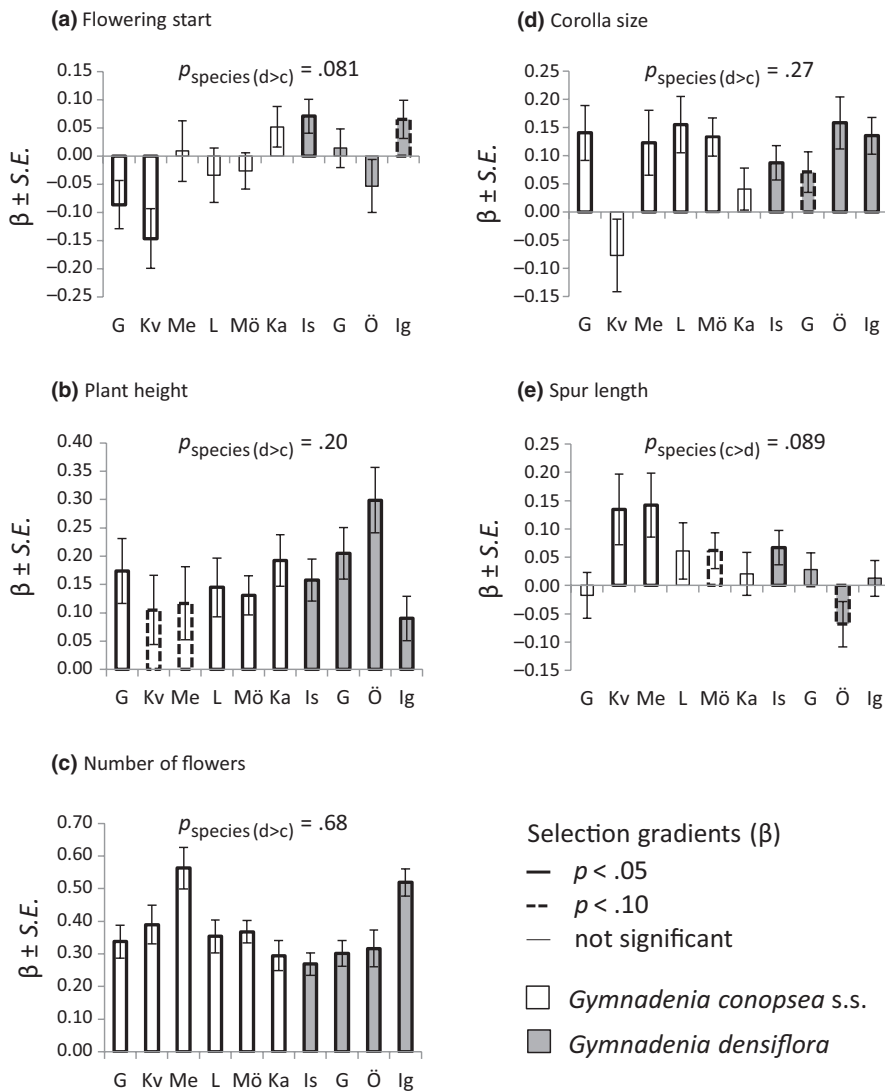 (a) Flowering start
p species (d>c) = .081
0.15
0.10
0.05
0.00
−0.05
−0.10
−0.15
−0.20
−0.25
β ± S.E.
G Kv Me L Mö Ka Is G Ö Ig
(b) Plant height
p species (d>c) = .20
0.40
0.35
0.30
0.25
0.20
0.15
0.10
0.05
0.00
β ± S.E.
G Kv Me L Mö Ka Is G Ö Ig
(c) Number of flowers
p species (d>c) = .68
0.70
0.60
0.50
0.40
0.30
0.20
0.10
0.00
β ± S.E.
G Kv Me L Mö Ka Is G Ö Ig
(d) Corolla size
p species (d>c) = .27
0.25
0.20
0.15
0.10
0.05
0.00
−0.05
−0.10
−0.15
β ± S.E.
G Kv Me L Mö Ka Is G Ö Ig
(e) Spur length
p species (c>d) = .089
0.25
0.20
0.15
0.10
0.05
0.00
−0.05
−0.10
−0.15
β ± S.E.
G Kv Me L Mö Ka Is G Ö Ig
Selection gradients (β)
p < .05
p < .10
not significant
Gymnadenia conopsea s.s.
Gymnadenia densiflora